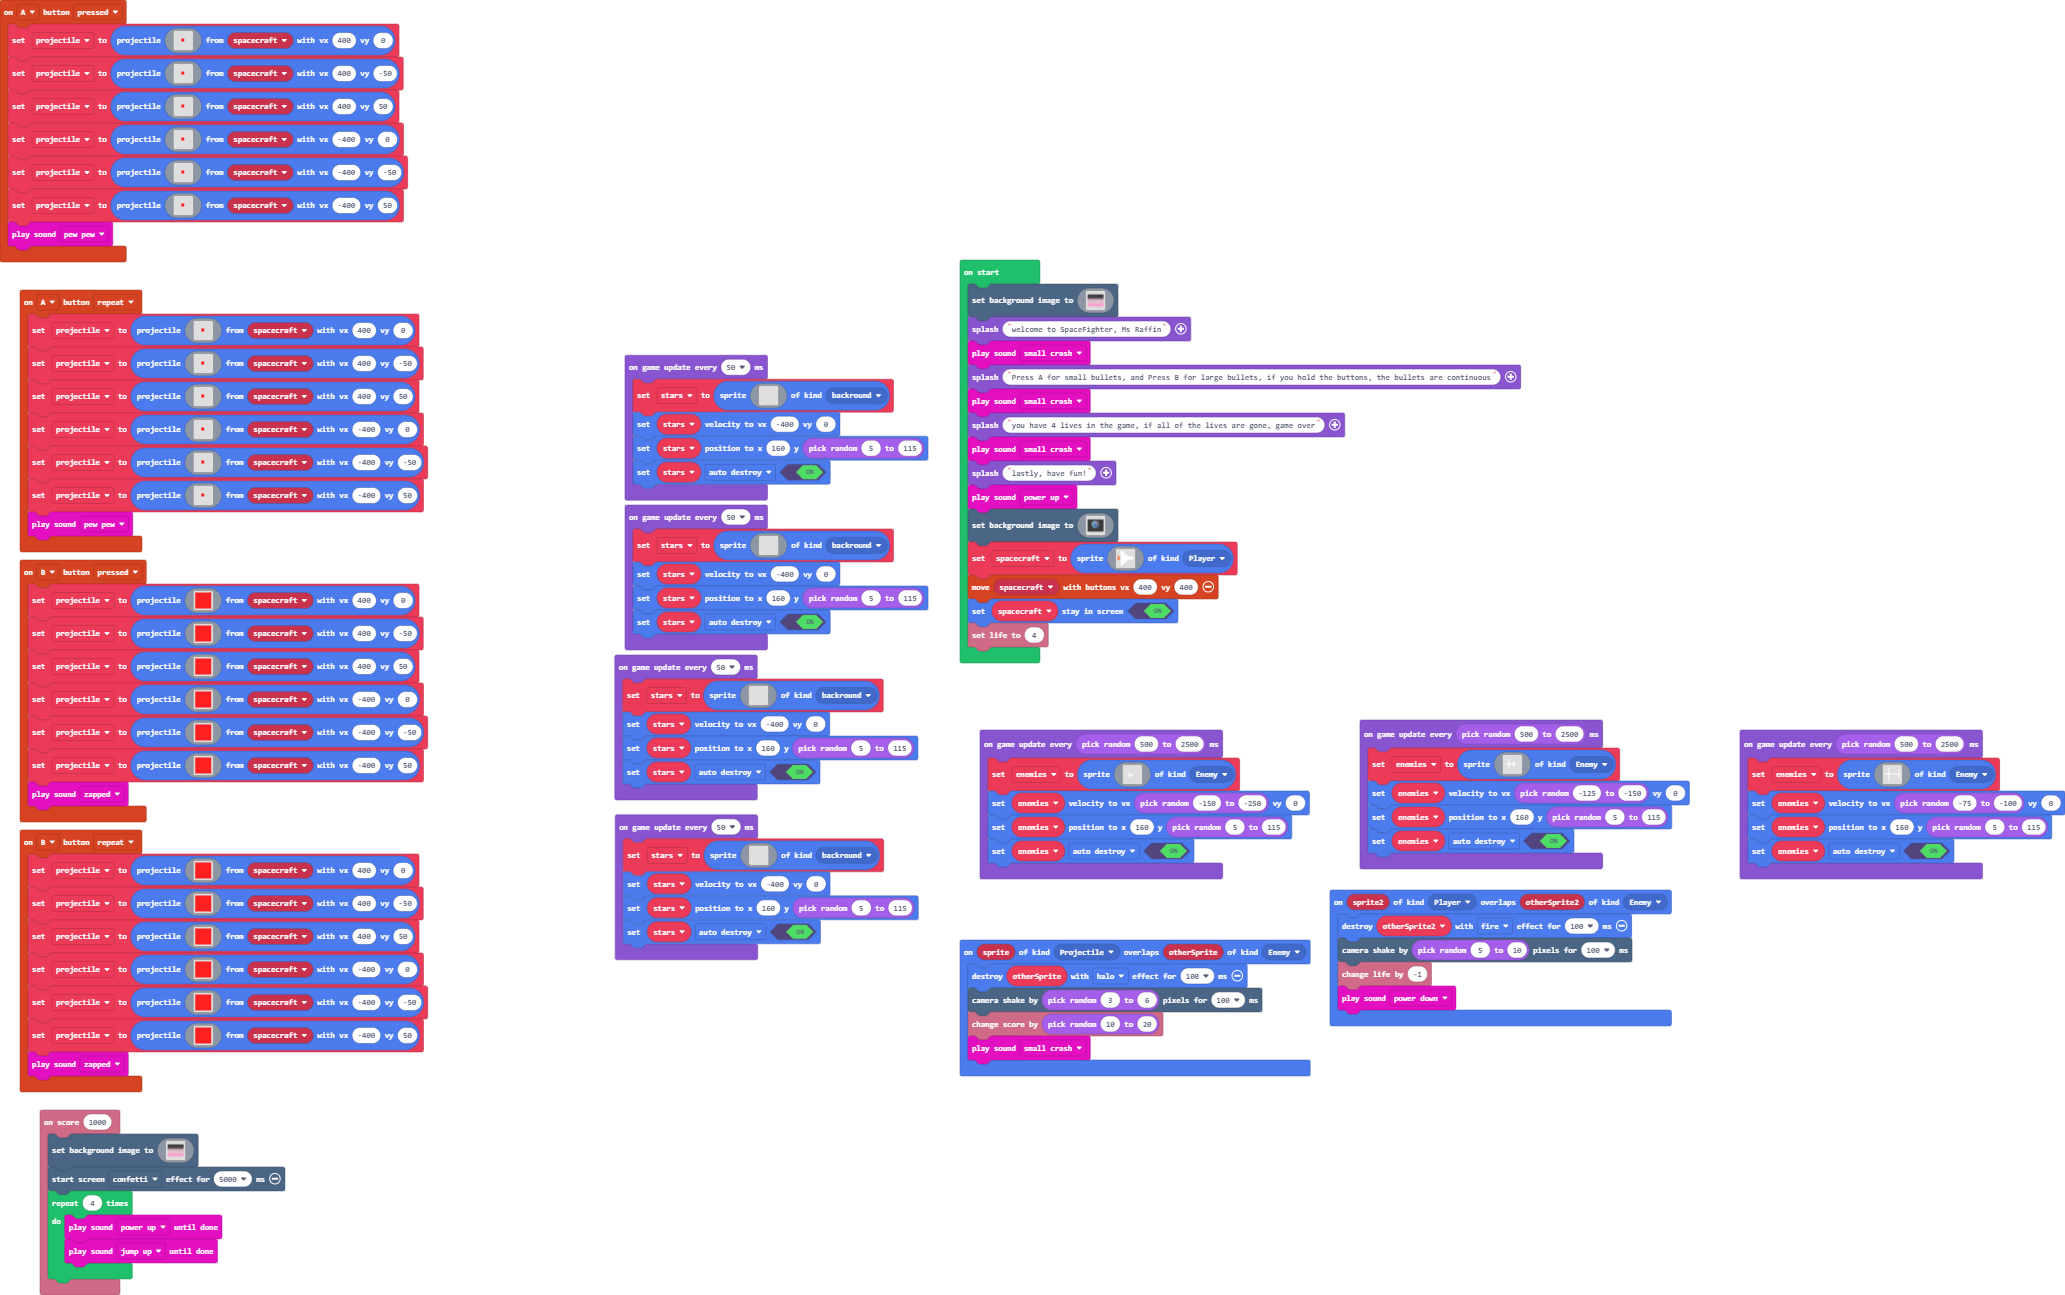 on A button pressed
set projectile to projectile from spacecraft with vx 400 vy 0
set projectile to projectile from spacecraft with vx 400 vy -50
set projectile to projectile from spacecraft with vx 400 vy 50
set projectile to projectile from spacecraft with vx -400 vy 0
set projectile to projectile from spacecraft with vx -400 vy -50
set projectile to projectile from spacecraft with vx -400 vy 50
play sound pew pew
on A button repeat
set projectile to projectile from spacecraft with vx 400 vy 0
set projectile to projectile from spacecraft with vx 400 vy -50
set projectile to projectile from spacecraft with vx 400 vy 50
set projectile to projectile from spacecraft with vx -400 vy 0
set projectile to projectile from spacecraft with vx -400 vy -50
set projectile to projectile from spacecraft with vx -400 vy 50
play sound pew pew
on B button pressed
set projectile to projectile from spacecraft with vx 400 vy 0
set projectile to projectile from spacecraft with vx 400 vy -50
set projectile to projectile from spacecraft with vx 400 vy 50
set projectile to projectile from spacecraft with vx -400 vy 0
set projectile to projectile from spacecraft with vx -400 vy -50
set projectile to projectile from spacecraft with vx -400 vy 50
play sound zapped
on B button repeat
set projectile to projectile from spacecraft with vx 400 vy 0
set projectile to projectile from spacecraft with vx 400 vy -50
set projectile to projectile from spacecraft with vx 400 vy 50
set projectile to projectile from spacecraft with vx -400 vy 0
set projectile to projectile from spacecraft with vx -400 vy -50
set projectile to projectile from spacecraft with vx -400 vy 50
play sound zapped
on score 1000
set background image to
start screen confetti effect for 5000 ms
repeat 4 times
do
play sound power up until done
play sound jump up until done
on game update every 50 ms
set stars to sprite of kind backround
set stars velocity to vx -400 vy 0
set stars position to x 160 y pick random 5 to 115
set stars auto destroy ON
on game update every 50 ms
set stars to sprite of kind backround
set stars velocity to vx -400 vy 0
set stars position to x 160 y pick random 5 to 115
set stars auto destroy ON
on game update every 50 ms
set stars to sprite of kind backround
set stars velocity to vx -400 vy 0
set stars position to x 160 y pick random 5 to 115
set stars auto destroy ON
on game update every 50 ms
set stars to sprite of kind backround
set stars velocity to vx -400 vy 0
set stars position to x 160 y pick random 5 to 115
set stars auto destroy ON
on start
set background image to
splash "welcome to SpaceFighter, Ms Raffin"
play sound small crash
splash "Press A for small bullets, and Press B for large bullets, if you hold the buttons, the bullets are continuous"
play sound small crash
splash "you have 4 lives in the game, if all of the lives are gone, game over"
play sound small crash
splash "lastly, have fun!"
play sound power up
set background image to
set spacecraft to sprite of kind Player
move spacecraft with buttons vx 400 vy 400
set spacecraft stay in screen ON
set life to 4
on game update every pick random 500 to 2500 ms
set enemies to sprite of kind Enemy
set enemies velocity to vx pick random -150 to -250 vy 0
set enemies position to x 160 y pick random 5 to 115
set enemies auto destroy ON
on game update every pick random 500 to 2500 ms
set enemies to sprite of kind Enemy
set enemies velocity to vx pick random -125 to -150 vy 0
set enemies position to x 160 y pick random 5 to 115
set enemies auto destroy ON
on game update every pick random 500 to 2500 ms
set enemies to sprite of kind Enemy
set enemies velocity to vx pick random -75 to -100 vy 0
set enemies position to x 160 y pick random 5 to 115
set enemies auto destroy ON
on sprite of kind Projectile overlaps otherSprite of kind Enemy
destroy otherSprite with halo effect for 100 ms
camera shake by pick random 3 to 6 pixels for 100 ms
change score by pick random 10 to 20
play sound small crash
on sprite2 of kind Player overlaps otherSprite2 of kind Enemy
destroy otherSprite2 with fire effect for 100 ms
camera shake by pick random 5 to 10 pixels for 100 ms
change life by -1
play sound power down